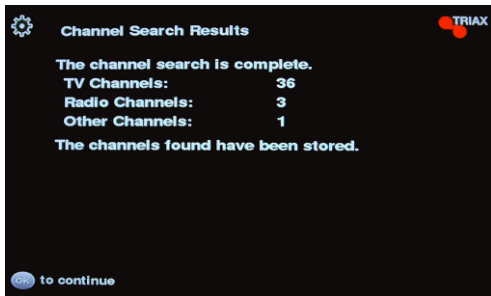 Channel Search Results
TRIAX
The channel search is complete.
TV Channels: 36
Radio Channels: 3
Other Channels: 1
The channels found have been stored.
OK to continue